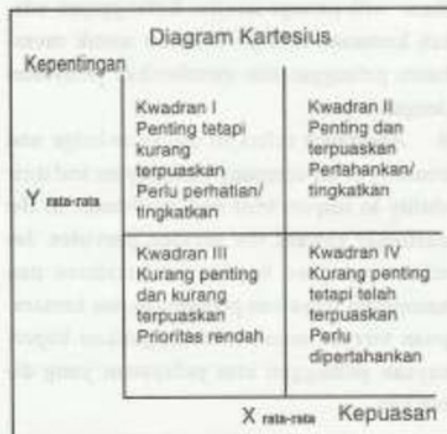 Diagram Kartesius
Kepentingan
Kwadran I
Penting tetapi
kurang
terpuaskan
Perlu perhatian/
tingkatkan
Kwadran II
Penting dan
terpuaskan
Pertahankan/
tingkatkan
Y rata-rata
Kwadran III
Kurang penting
dan kurang
terpuaskan
Prioritas rendah
Kwadran IV
Kurang penting
tetapi telah
terpuaskan
Perlu
dipertahankan
X rata-rata Kepuasan